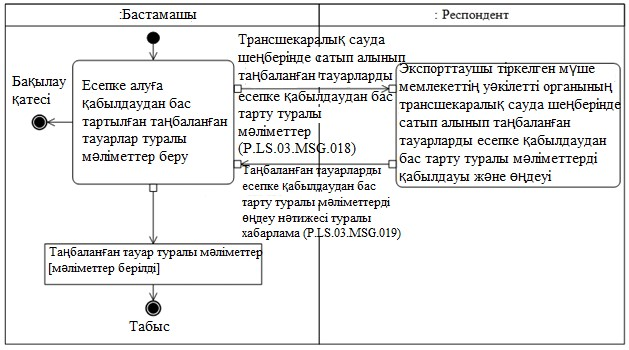 :Бастамашы
: Респондент
Бақылау
қатесі
Есепке алуға
қабылдаудан бас
тартылған таңбаланған
тауарлар туралы
мәліметтер беру
Трансшекаралық сауда
шеңберінде сатып алынып
таңбаланған тауарларды
есепке қабылдаудан бас
тарту туралы
мәліметтер
(P.LS.03.MSG.018)
Экспорттаушы тіркелген мүше
мемлекеттің уәкілетті органының
трансшекаралық сауда шеңберінде
сатып алынып таңбаланған
тауарларды есепке қабылдаудан
бас тарту туралы мәліметтерді
қабылдауы және өңдеуі
Таңбаланған тауарларды
есепке қабылдаудан бас
тарту туралы мәліметтерді
өңдеу нәтижесі туралы
хабарлама (P.LS.03.MSG.019)
Таңбаланған тауар туралы мәліметтер
[мәліметтер берілді]
Табыс